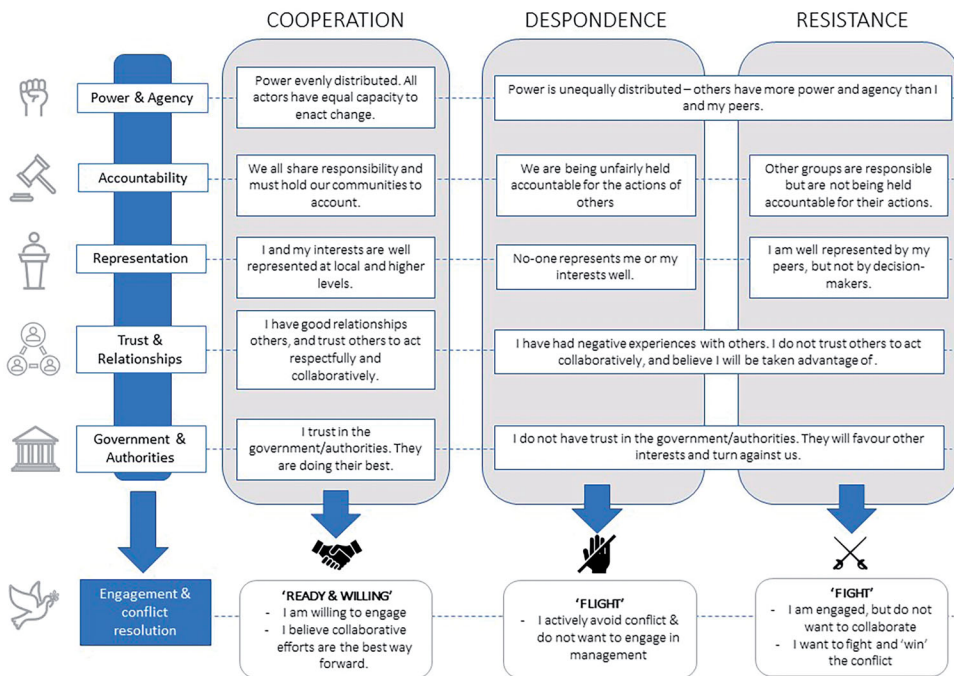 COOPERATION
DESPONDENCE
RESISTANCE
Power & Agency
Power evenly distributed. All
actors have equal capacity to
enact change.
Power is unequally distributed – others have more power and agency than I
and my peers.
Accountability
We all share responsibility and
must hold our communities to
account.
We are being unfairly held
accountable for the actions of
others
Other groups are responsible
but are not being held
accountable for their actions.
Representation
I and my interests are well
represented at local and higher
levels.
No-one represents me or my
interests well.
I am well represented by my
peers, but not by decision-
makers.
Trust &
Relationships
I have good relationships
others, and trust others to act
respectfully and
collaboratively.
I have had negative experiences with others. I do not trust others to act
collaboratively, and believe I will be taken advantage of .
Government &
Authorities
I trust in the
government/authorities. They
are doing their best.
I do not have trust in the government/authorities. They will favour other
interests and turn against us.
Engagement &
conflict
resolution
'READY & WILLING'
- I am willing to engage
- I believe collaborative
efforts are the best way
forward.
'FLIGHT'
- I actively avoid conflict &
do not want to engage in
management
'FIGHT'
- I am engaged, but do not
want to collaborate
- I want to fight and 'win'
the conflict